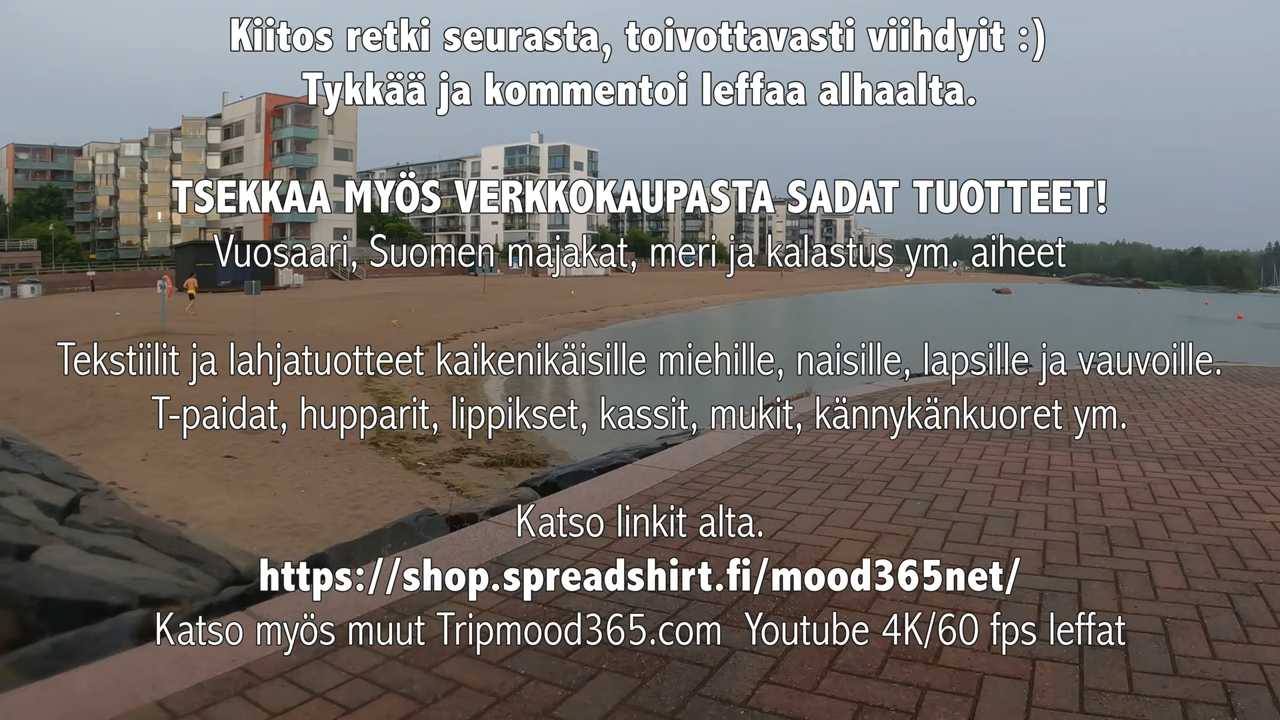 Kiitos retki seurasta, toivottavasti viihdyit :)
Tykkää ja kommentoi leffaa alhaalta.
TSEKKAA MYÖS VERKKOKAUPASTA SADAT TUOTTEET!
Vuosaari, Suomen majakat, meri ja kalastus ym. aiheet
Tekstiilit ja lahjatuotteet kaikenikäisille miehille, naisille, lapsille ja vauvoille.
T-paidat, hupparit, lippikset, kassit, mukit, kännykänkuoret ym.
Katso linkit alta.
https://shop.spreadshirt.fi/mood365net/
Katso myös muut Tripmood365.com Youtube 4K/60 fps leffat